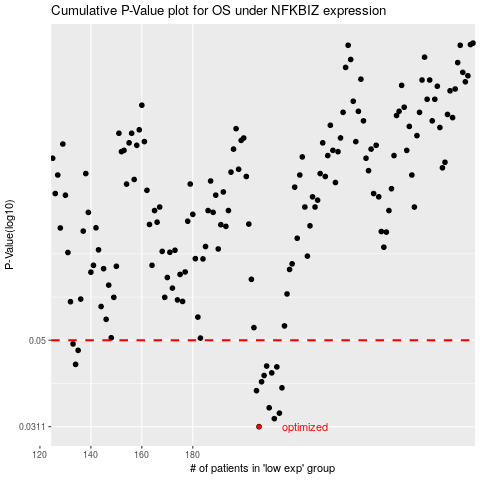 Cumulative P-Value plot for OS under NFKBIZ expression
P-Value(log10)
0.05
0.0311
optimized
120 140 160 180
# of patients in 'low exp' group